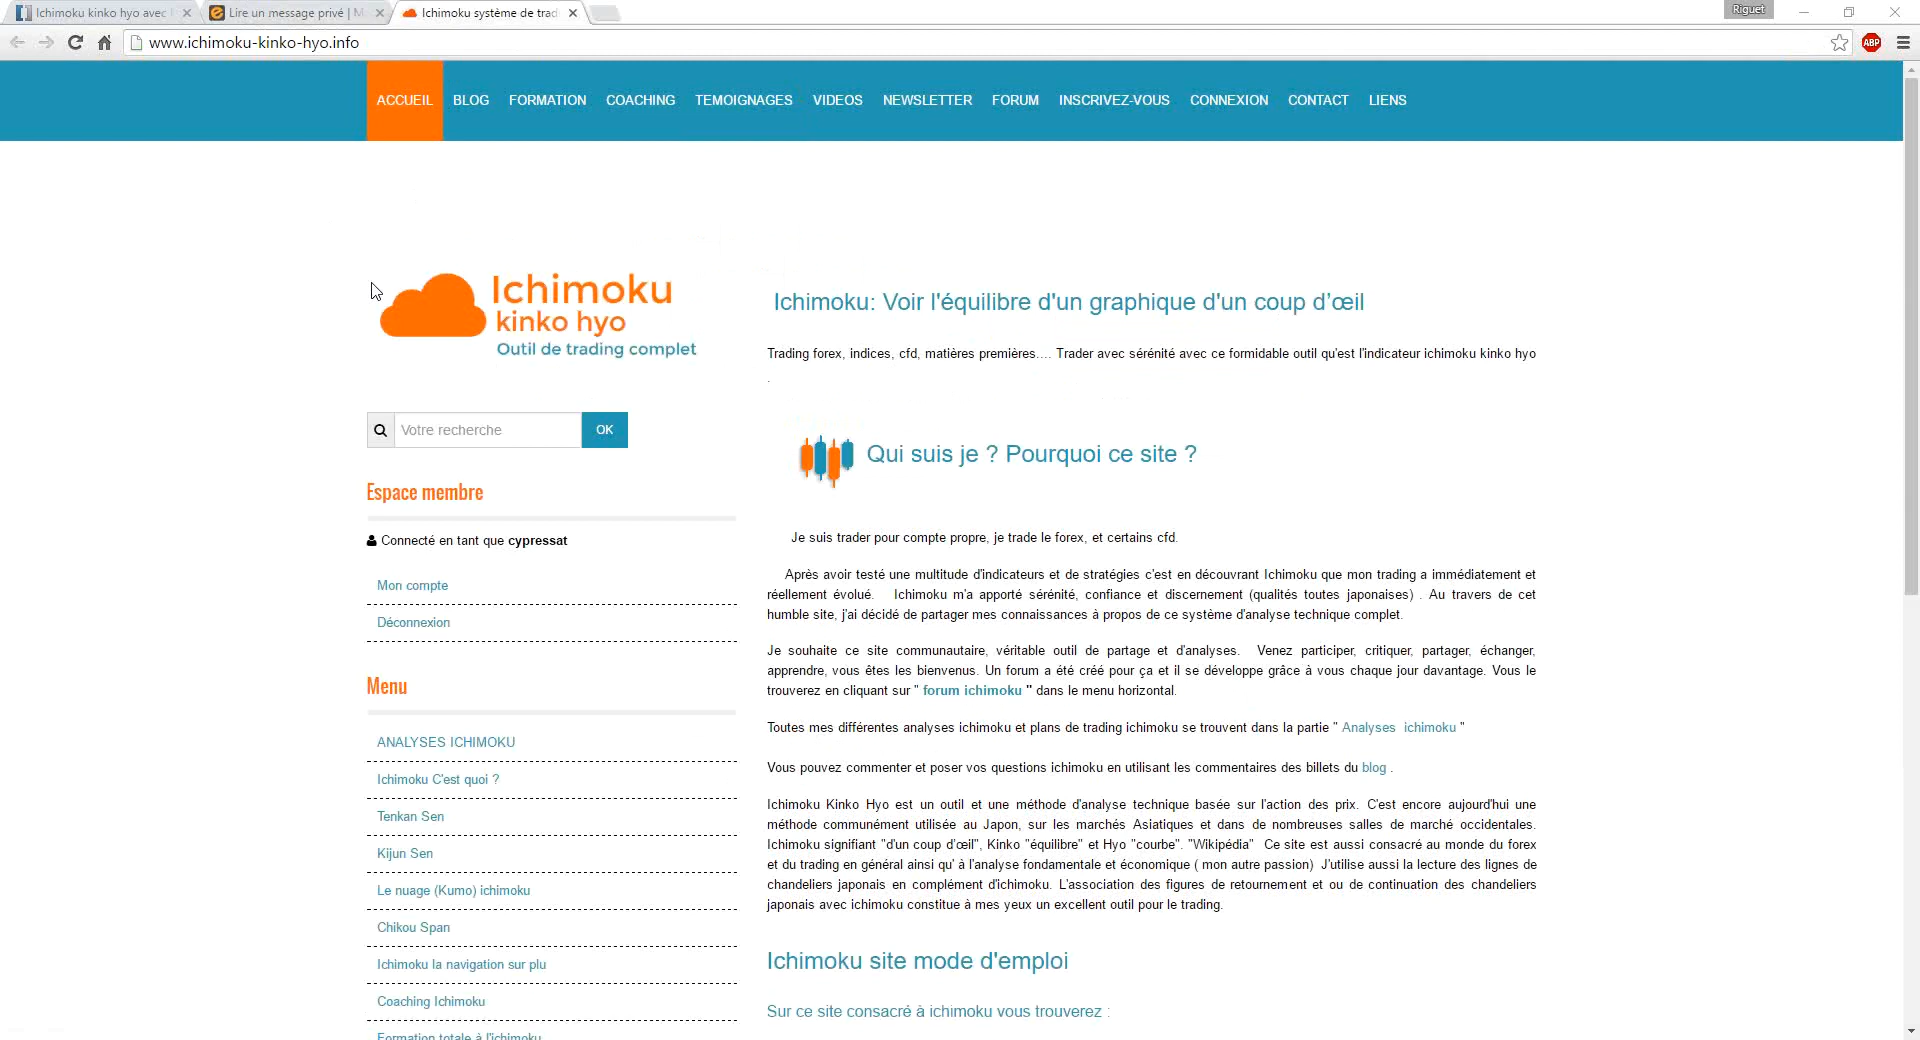 Ichimoku kinko hyo avec
Lire un message privé | M
Ichimoku système de trad
Riguet
www.ichimoku-kinko-hyo.info
ABP
ACCUEIL BLOG FORMATION COACHING TEMOIGNAGES VIDEOS NEWSLETTER FORUM INSCRIVEZ-VOUS CONNEXION CONTACT LIENS
Ichimoku
kinko hyo
Outil de trading complet
Votre recherche OK
Espace membre
Connecté en tant que cypressat
Mon compte
Déconnexion
Menu
ANALYSES ICHIMOKU
Ichimoku C'est quoi ?
Tenkan Sen
Kijun Sen
Le nuage (Kumo) ichimoku
Chikou Span
Ichimoku la navigation sur plu
Coaching Ichimoku
Formation totale à l'ichimoku
Ichimoku: Voir l'équilibre d'un graphique d'un coup d’œil
Trading forex, indices, cfd, matières premières.... Trader avec sérénité avec ce formidable outil qu'est l'indicateur ichimoku kinko hyo
.
Qui suis je ? Pourquoi ce site ?
Je suis trader pour compte propre, je trade le forex, et certains cfd.
Après avoir testé une multitude d'indicateurs et de stratégies c'est en découvrant Ichimoku que mon trading a immédiatement et
réellement évolué. Ichimoku m'a apporté sérénité, confiance et discernement (qualités toutes japonaises) . Au travers de cet
humble site, j'ai décidé de partager mes connaissances à propos de ce système d'analyse technique complet.
Je souhaite ce site communautaire, véritable outil de partage et d'analyses. Venez participer, critiquer, partager, échanger,
apprendre, vous êtes les bienvenus. Un forum a été créé pour ça et il se développe grâce à vous chaque jour davantage. Vous le
trouverez en cliquant sur " forum ichimoku " dans le menu horizontal.
Toutes mes différentes analyses ichimoku et plans de trading ichimoku se trouvent dans la partie " Analyses ichimoku "
Vous pouvez commenter et poser vos questions ichimoku en utilisant les commentaires des billets du blog .
Ichimoku Kinko Hyo est un outil et une méthode d'analyse technique basée sur l'action des prix. C'est encore aujourd'hui une
méthode communément utilisée au Japon, sur les marchés Asiatiques et dans de nombreuses salles de marché occidentales.
Ichimoku signifiant "d'un coup d’œil", Kinko "équilibre" et Hyo "courbe". "Wikipédia" Ce site est aussi consacré au monde du forex
et du trading en général ainsi qu' à l'analyse fondamentale et économique ( mon autre passion) J'utilise aussi la lecture des lignes de
chandeliers japonais en complément d'ichimoku. L'association des figures de retournement et ou de continuation des chandeliers
japonais avec ichimoku constitue à mes yeux un excellent outil pour le trading.
Ichimoku site mode d'emploi
Sur ce site consacré à ichimoku vous trouverez :